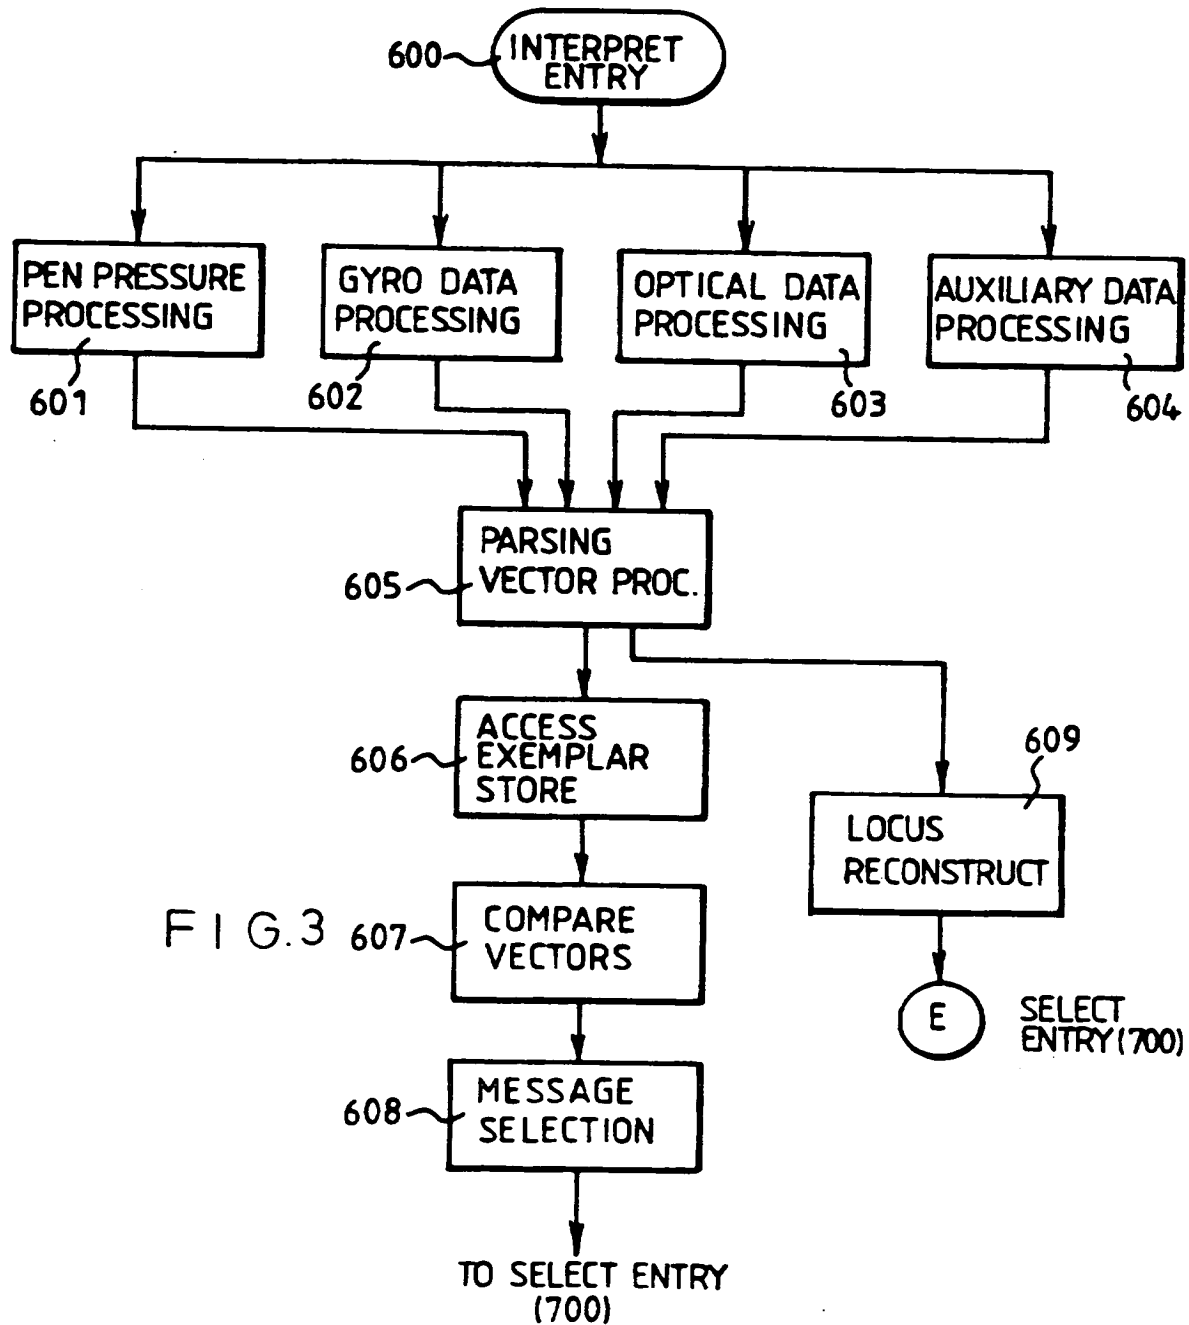 600
INTERPRET
ENTRY
PEN PRESSURE
PROCESSING
601
GYRO DATA
PROCESSING
602
OPTICAL DATA
PROCESSING
603
AUXILIARY DATA
PROCESSING
604
PARSING
VECTOR PROC.
605
ACCESS
EXEMPLAR
STORE
606
609
LOCUS
RECONSTRUCT
FIG.3
607
COMPARE
VECTORS
E
SELECT
ENTRY(700)
608
MESSAGE
SELECTION
TO SELECT ENTRY
(700)